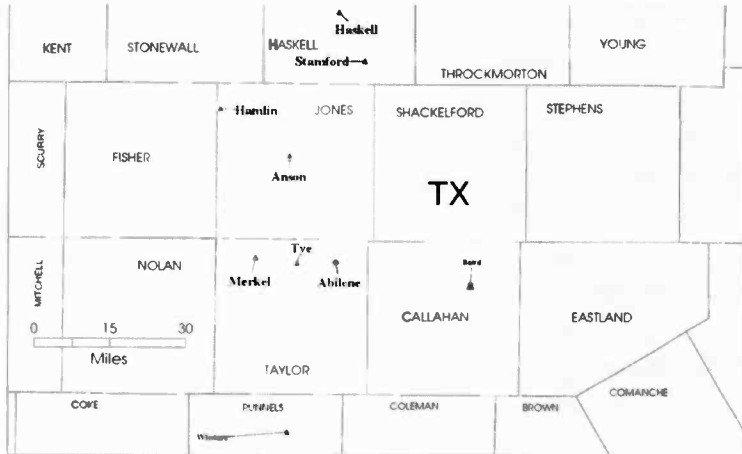 Haskell
KENT
STONEWALL
HASKELL
YOUNG
Stamford
THROCKMORTON
Hamlin
JONES
SHACKELFORD
STEPHENS
SCURRY
FISHER
Anson
TX
Tye
MITCHELL
NOLAN
Merkel
Abilene
Baird
0 15 30
Miles
CALLAHAN
EASTLAND
TAYLOR
COKE
RUNNELS
COLEMAN
BROWN
COMANCHE